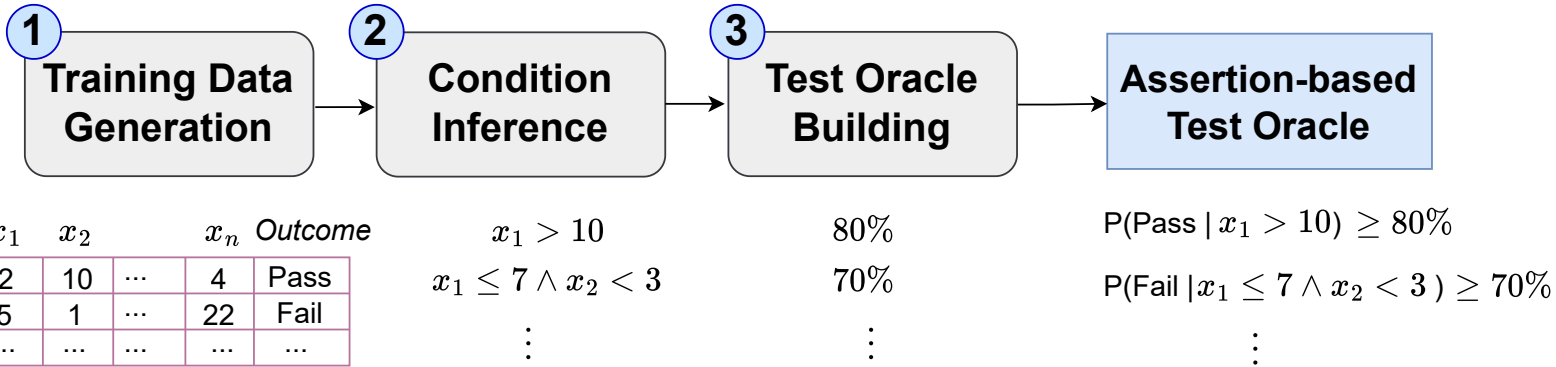 1 2 3
Training Data Generation
Condition Inference
Test Oracle Building
Assertion-based Test Oracle
x₂ xₙ Outcome
10 ... 4 Pass
1 ... 22 Fail
... ... ... ...
x₁ > 10
x₁ ≤ 7 ∧ x₂ < 3
⋮
80%
70%
⋮
P(Pass | x₁ > 10) ≥ 80%
P(Fail | x₁ ≤ 7 ∧ x₂ < 3 ) ≥ 70%
⋮